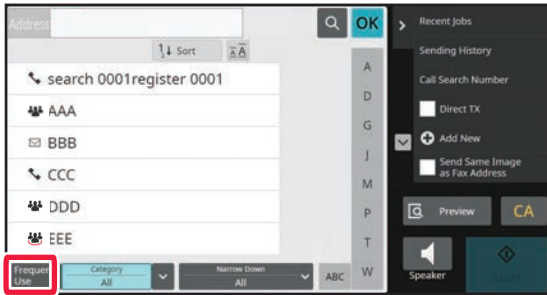 Address
OK
1↓ Sort
A A
search 0001register 0001
AAA
BBB
CCC
DDD
EEE
A
D
G
J
M
P
T
W
Frequen
Use
Category
All
Narrow Down
All
ABC
Recent Jobs
Sending History
Call Search Number
Direct TX
Add New
Send Same Image
as Fax Address
Preview
CA
Speaker
Start